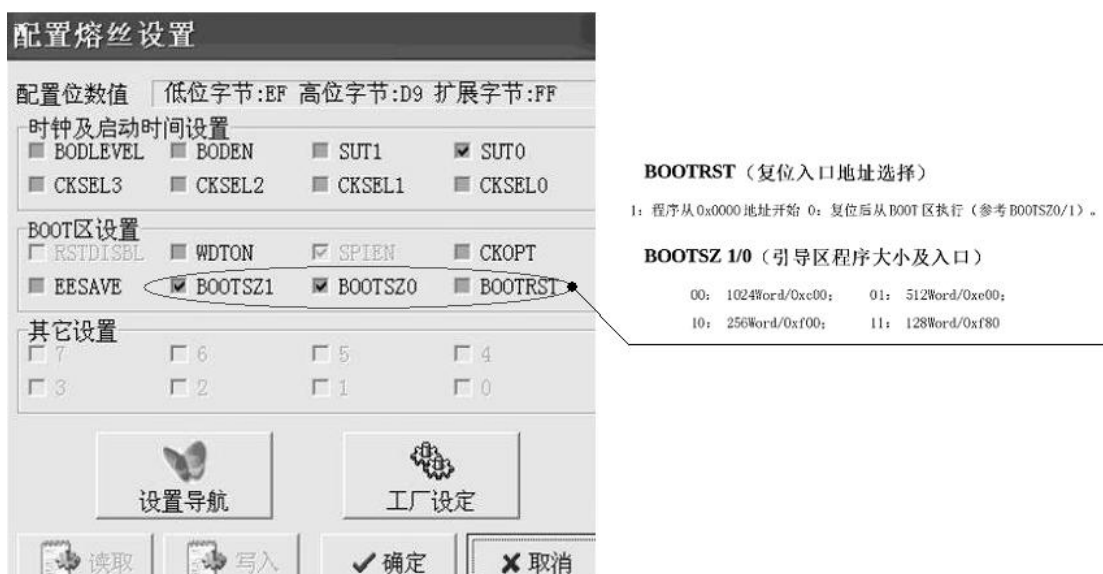 配置熔丝设置
配置位数值 低位字节:EF 高位字节:D9 扩展字节:FF
时钟及启动时间设置
BODLEVEL BODEN SUT1 SUT0
CKSEL3 CKSEL2 CKSEL1 CKSEL0
BOOT区设置
RSTDISBL WDTON SPIEN CKOPT
EESAVE BOOTSZ1 BOOTSZ0 BOOTRST
其它设置
7 6 5 4
3 2 1 0
设置导航 工厂设定
读取 写入 确定 取消
BOOTRST（复位入口地址选择）
1：程序从0x0000地址开始 0：复位后从BOOT区执行（参考BOOTSZ0/1）。
BOOTSZ 1/0（引导区程序大小及入口）
00： 1024Word/0xc00； 01： 512Word/0xe00；
10： 256Word/0xf00； 11： 128Word/0xf80